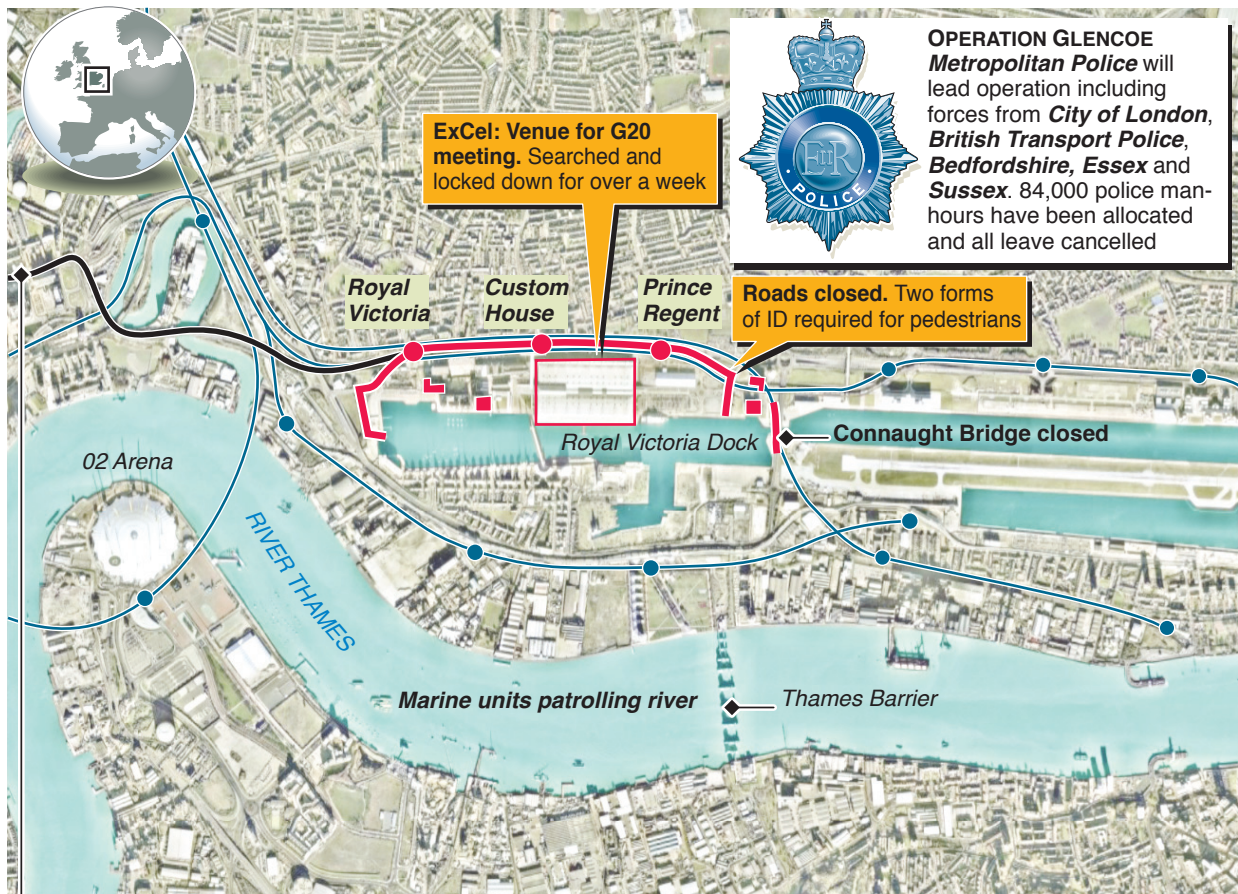 OPERATION GLENCOE
Metropolitan Police will
lead operation including
forces from City of London,
British Transport Police,
Bedfordshire, Essex and
Sussex. 84,000 police man-
hours have been allocated
and all leave cancelled
EIIR
POLICE
ExCel: Venue for G20
meeting. Searched and
locked down for over a week
Royal
Victoria
Custom
House
Prince
Regent
Roads closed. Two forms
of ID required for pedestrians
Royal Victoria Dock
Connaught Bridge closed
02 Arena
RIVER THAMES
Marine units patrolling river
Thames Barrier